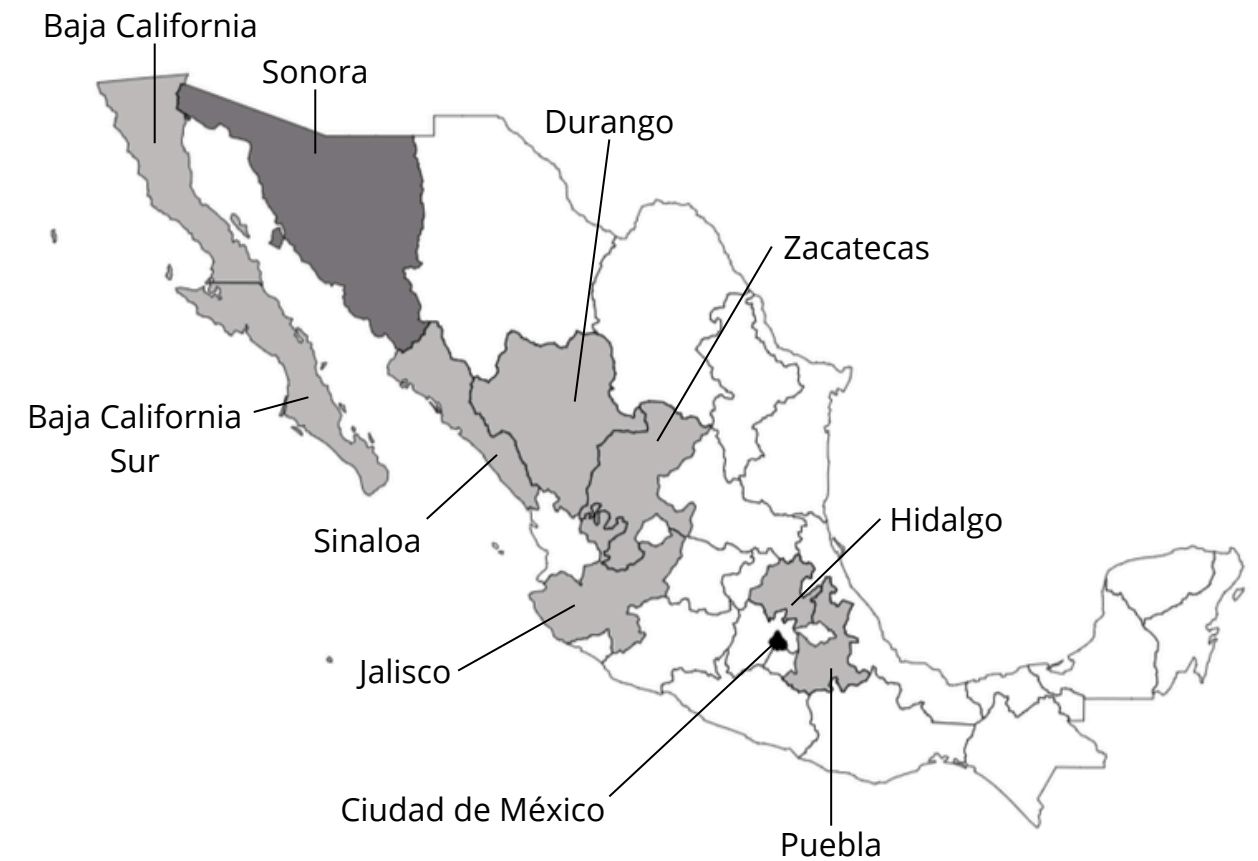 Baja California
Sonora
Durango
Zacatecas
Baja California
Sur
Hidalgo
Sinaloa
Jalisco
Ciudad de México
Puebla